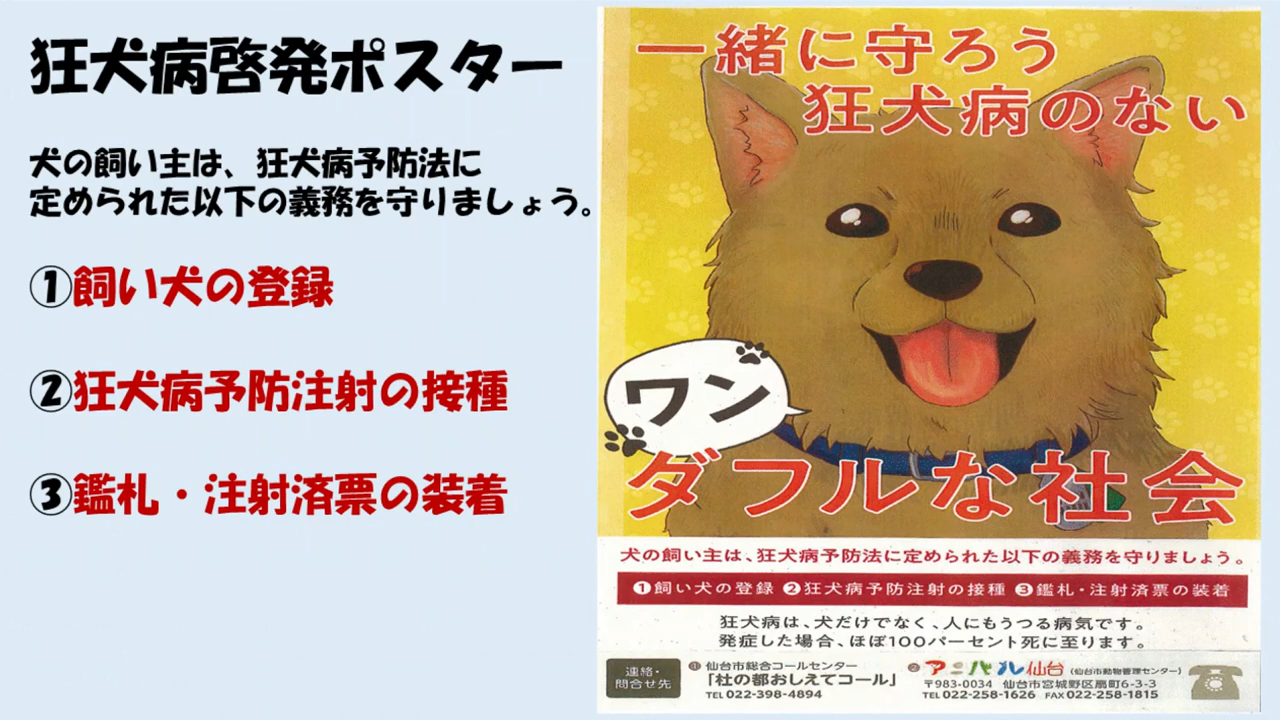 狂犬病啓発ポスター
犬の飼い主は、狂犬病予防法に
定められた以下の義務を守りましょう。
①飼い犬の登録
②狂犬病予防注射の接種
③鑑札・注射済票の装着
一緒に守ろう
狂犬病のない
ワン
ダフルな社会
犬の飼い主は、狂犬病予防法に定められた以下の義務を守りましょう。
❶飼い犬の登録 ❷狂犬病予防注射の接種 ❸鑑札・注射済票の装着
狂犬病は、犬だけでなく、人にもうつる病気です。
発症した場合、ほぼ100パーセント死に至ります。
連絡・
問合せ先
❶ 仙台市総合コールセンター
「杜の都おしえてコール」
TEL 022-398-4894
❷ アニパル仙台 (仙台市動物管理センター)
〒983-0034 仙台市宮城野区扇町6-3-3
TEL 022-258-1626 FAX 022-258-1815